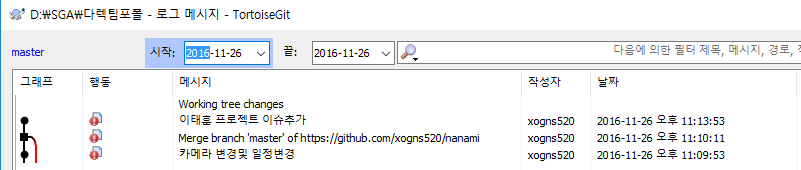 D:\SGA\다렉팀포폴 - 로그 메시지 - TortoiseGit
master 시작: 2016-11-26 끝: 2016-11-26 다음에 의한 필터 제목, 메시지, 경로,
그래프 행동 메시지 작성자 날짜
Working tree changes
이태훈 프로젝트 이슈추가 xogns520 2016-11-26 오후 11:13:53
Merge branch 'master' of https://github.com/xogns520/nanami xogns520 2016-11-26 오후 11:10:11
카메라 변경및 일정변경 xogns520 2016-11-26 오후 11:09:53